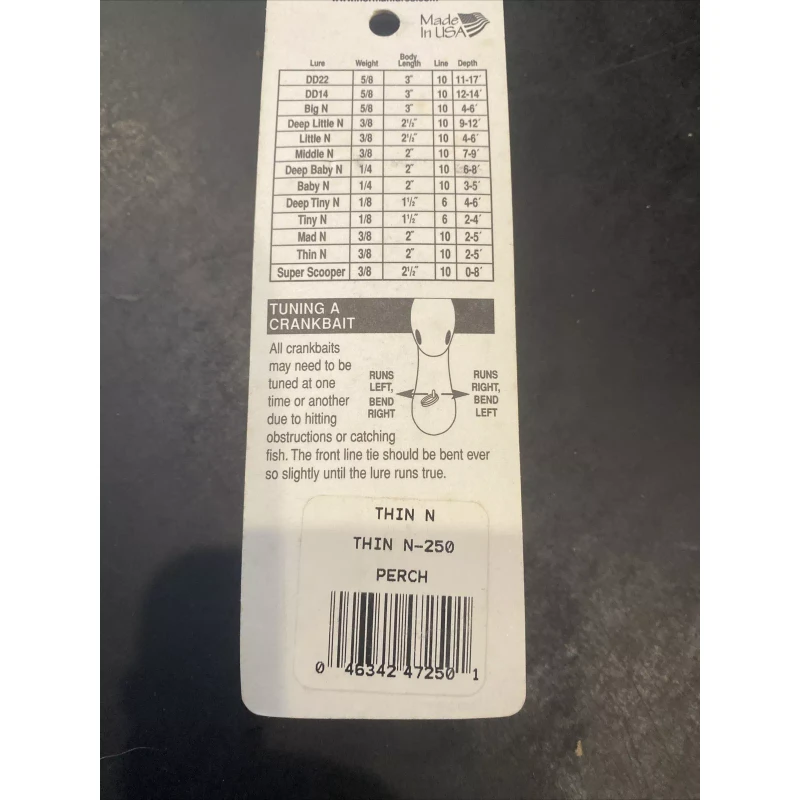 Made
In USA
Lure Weight Body Length Line Depth
DD22 5/8 3" 10 11-17'
DD14 5/8 3" 10 12-14'
Big N 5/8 3" 10 4-6'
Deep Little N 3/8 2½" 10 9-12'
Little N 3/8 2½" 10 4-6'
Middle N 3/8 2" 10 7-9'
Deep Baby N 1/4 2" 10 6-8'
Baby N 1/4 2" 10 3-5'
Deep Tiny N 1/8 1½" 6 4-6'
Tiny N 1/8 1½" 6 2-4'
Mad N 3/8 2" 10 2-5'
Thin N 3/8 2" 10 2-5'
Super Scooper 3/8 2½" 10 0-8'
TUNING A
CRANKBAIT
All crankbaits
may need to be
tuned at one
time or another
due to hitting
obstructions or catching
fish. The front line tie should be bent ever
so slightly until the lure runs true.
RUNS
LEFT,
BEND
RIGHT
RUNS
RIGHT,
BEND
LEFT
THIN N
THIN N-250
PERCH
0 46342 47250 1